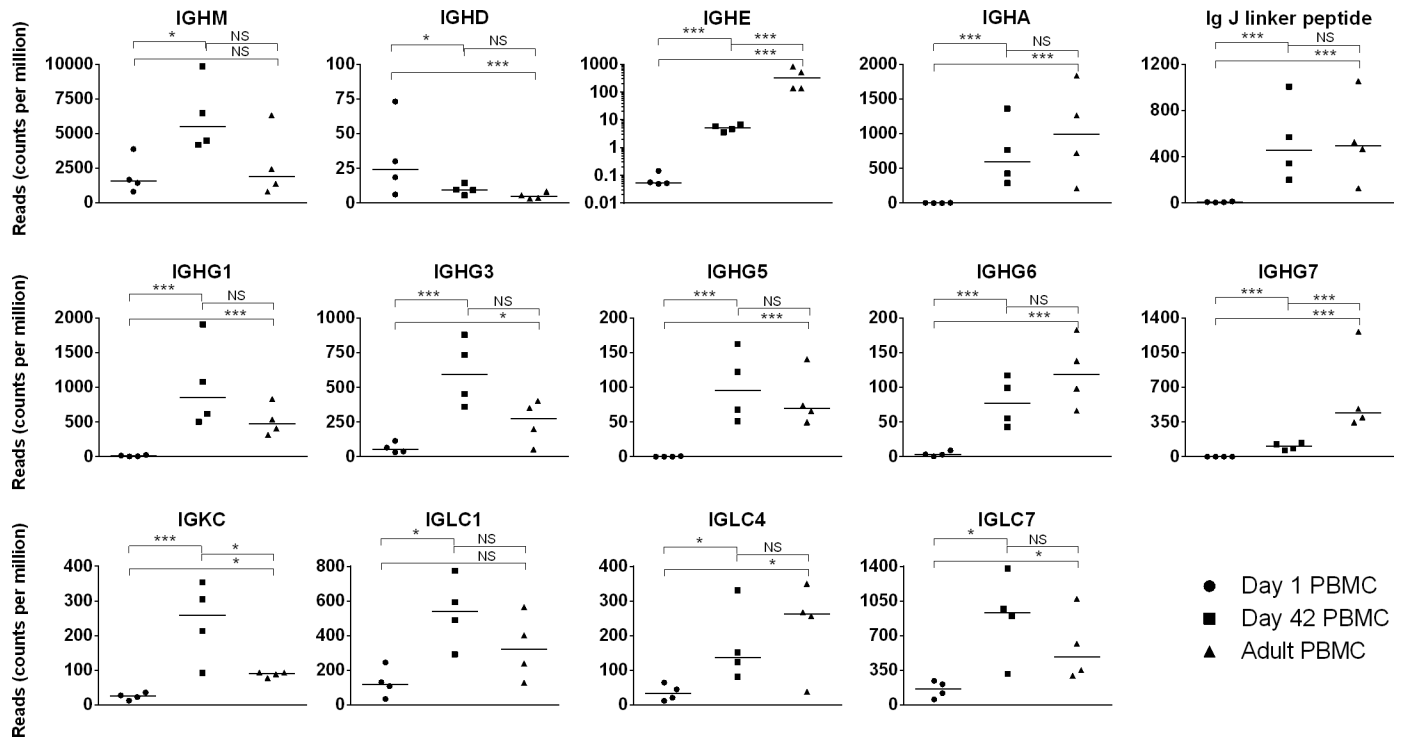 IGHM
* NS
NS
Reads (counts per million)
10000
7500
5000
2500
0
IGHD
* NS
***
100
75
50
25
0
IGHE
*** ***
***
1000
100
10
1
0.1
0.01
IGHA
*** NS
***
2000
1500
1000
500
0
Ig J linker peptide
*** NS
***
1200
800
400
0
IGHG1
*** NS
***
Reads (counts per million)
2000
1500
1000
500
0
IGHG3
*** NS
*
1000
750
500
250
0
IGHG5
*** NS
***
200
150
100
50
0
IGHG6
*** NS
***
200
150
100
50
0
IGHG7
*** ***
***
1400
1050
700
350
0
IGKC
*** *
*
Reads (counts per million)
400
300
200
100
0
IGLC1
* NS
NS
800
600
400
200
0
IGLC4
* NS
*
400
300
200
100
0
IGLC7
* NS
*
1400
1050
700
350
0
Day 1 PBMC
Day 42 PBMC
Adult PBMC